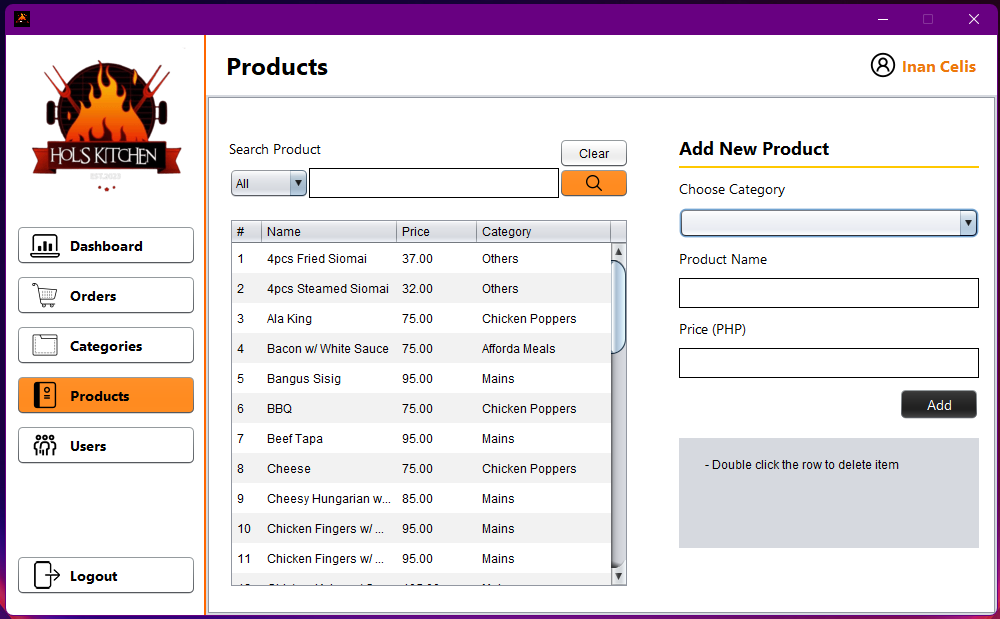 HOL'S KITCHEN
Products
Inan Celis
Dashboard
Orders
Categories
Products
Users
Logout
Search Product
Clear
All
# Name Price Category
1 4pcs Fried Siomai 37.00 Others
2 4pcs Steamed Siomai 32.00 Others
3 Ala King 75.00 Chicken Poppers
4 Bacon w/ White Sauce 75.00 Afforda Meals
5 Bangus Sisig 95.00 Mains
6 BBQ 75.00 Chicken Poppers
7 Beef Tapa 95.00 Mains
8 Cheese 75.00 Chicken Poppers
9 Cheesy Hungarian w... 85.00 Mains
10 Chicken Fingers w/ ... 95.00 Mains
11 Chicken Fingers w/ ... 95.00 Mains
Add New Product
Choose Category
Product Name
Price (PHP)
Add
- Double click the row to delete item